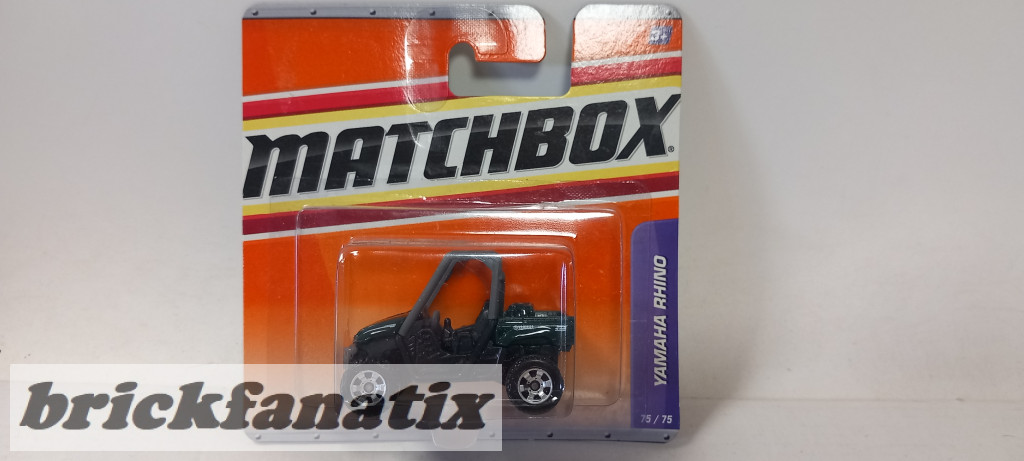 MATCHBOX®
YAMAHA RHINO
75 / 75
brickfanatix